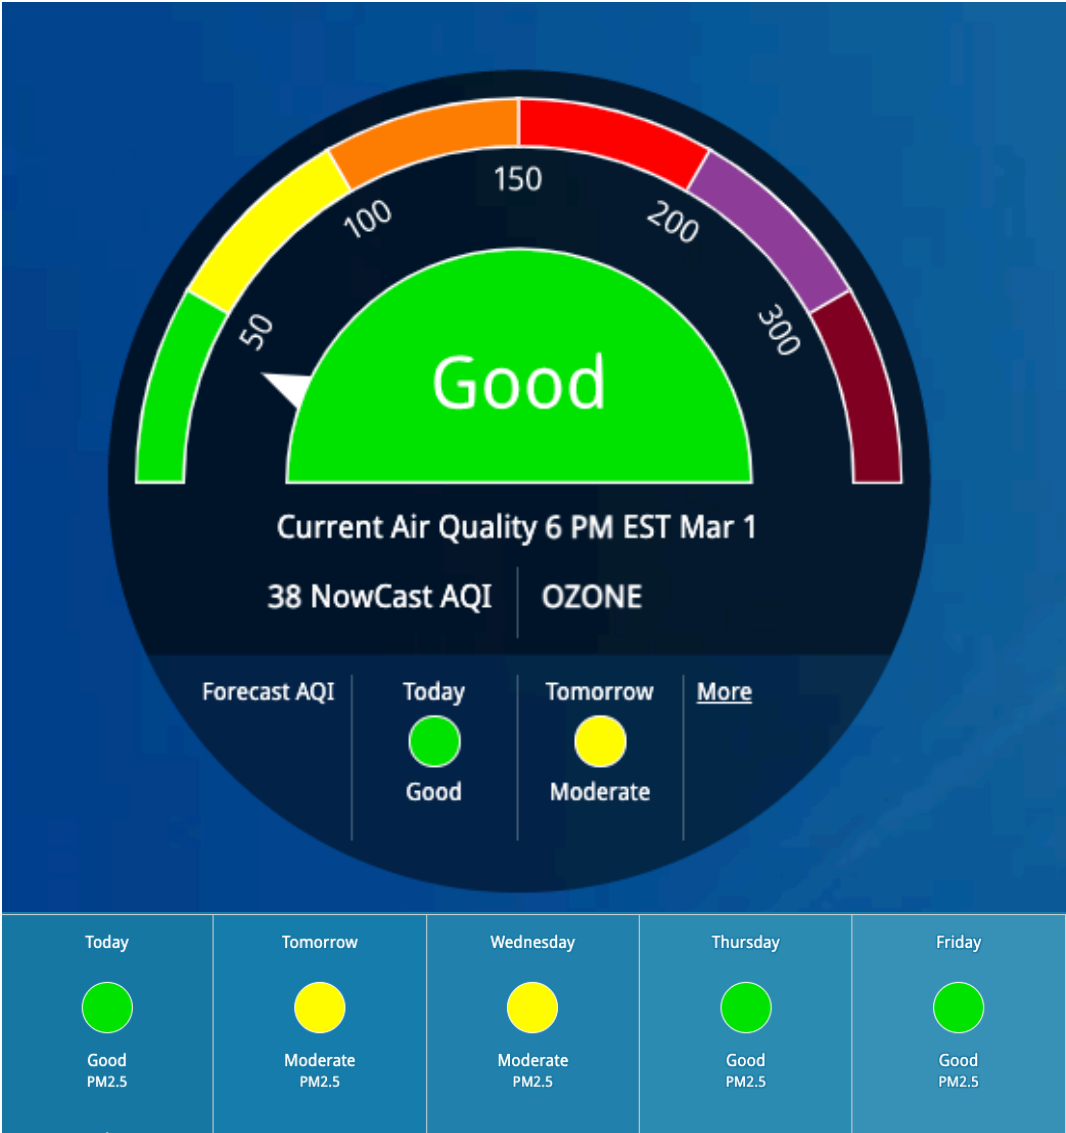 50
100
150
200
300
Good
Current Air Quality 6 PM EST Mar 1
38 NowCast AQI OZONE
Forecast AQI Today Tomorrow More
Good Moderate
Today Tomorrow Wednesday Thursday Friday
Good Moderate Moderate Good Good
PM2.5 PM2.5 PM2.5 PM2.5 PM2.5